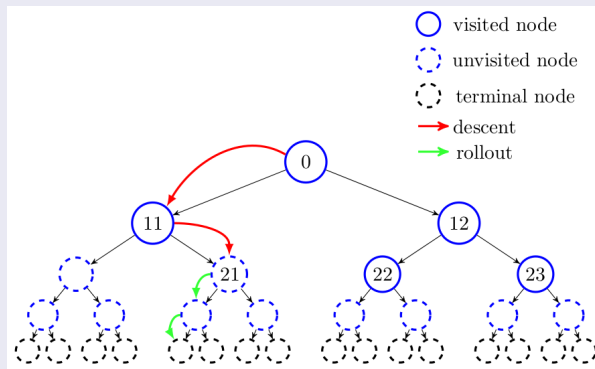 visited node
unvisited node
terminal node
descent
rollout
0
11
12
21
22
23